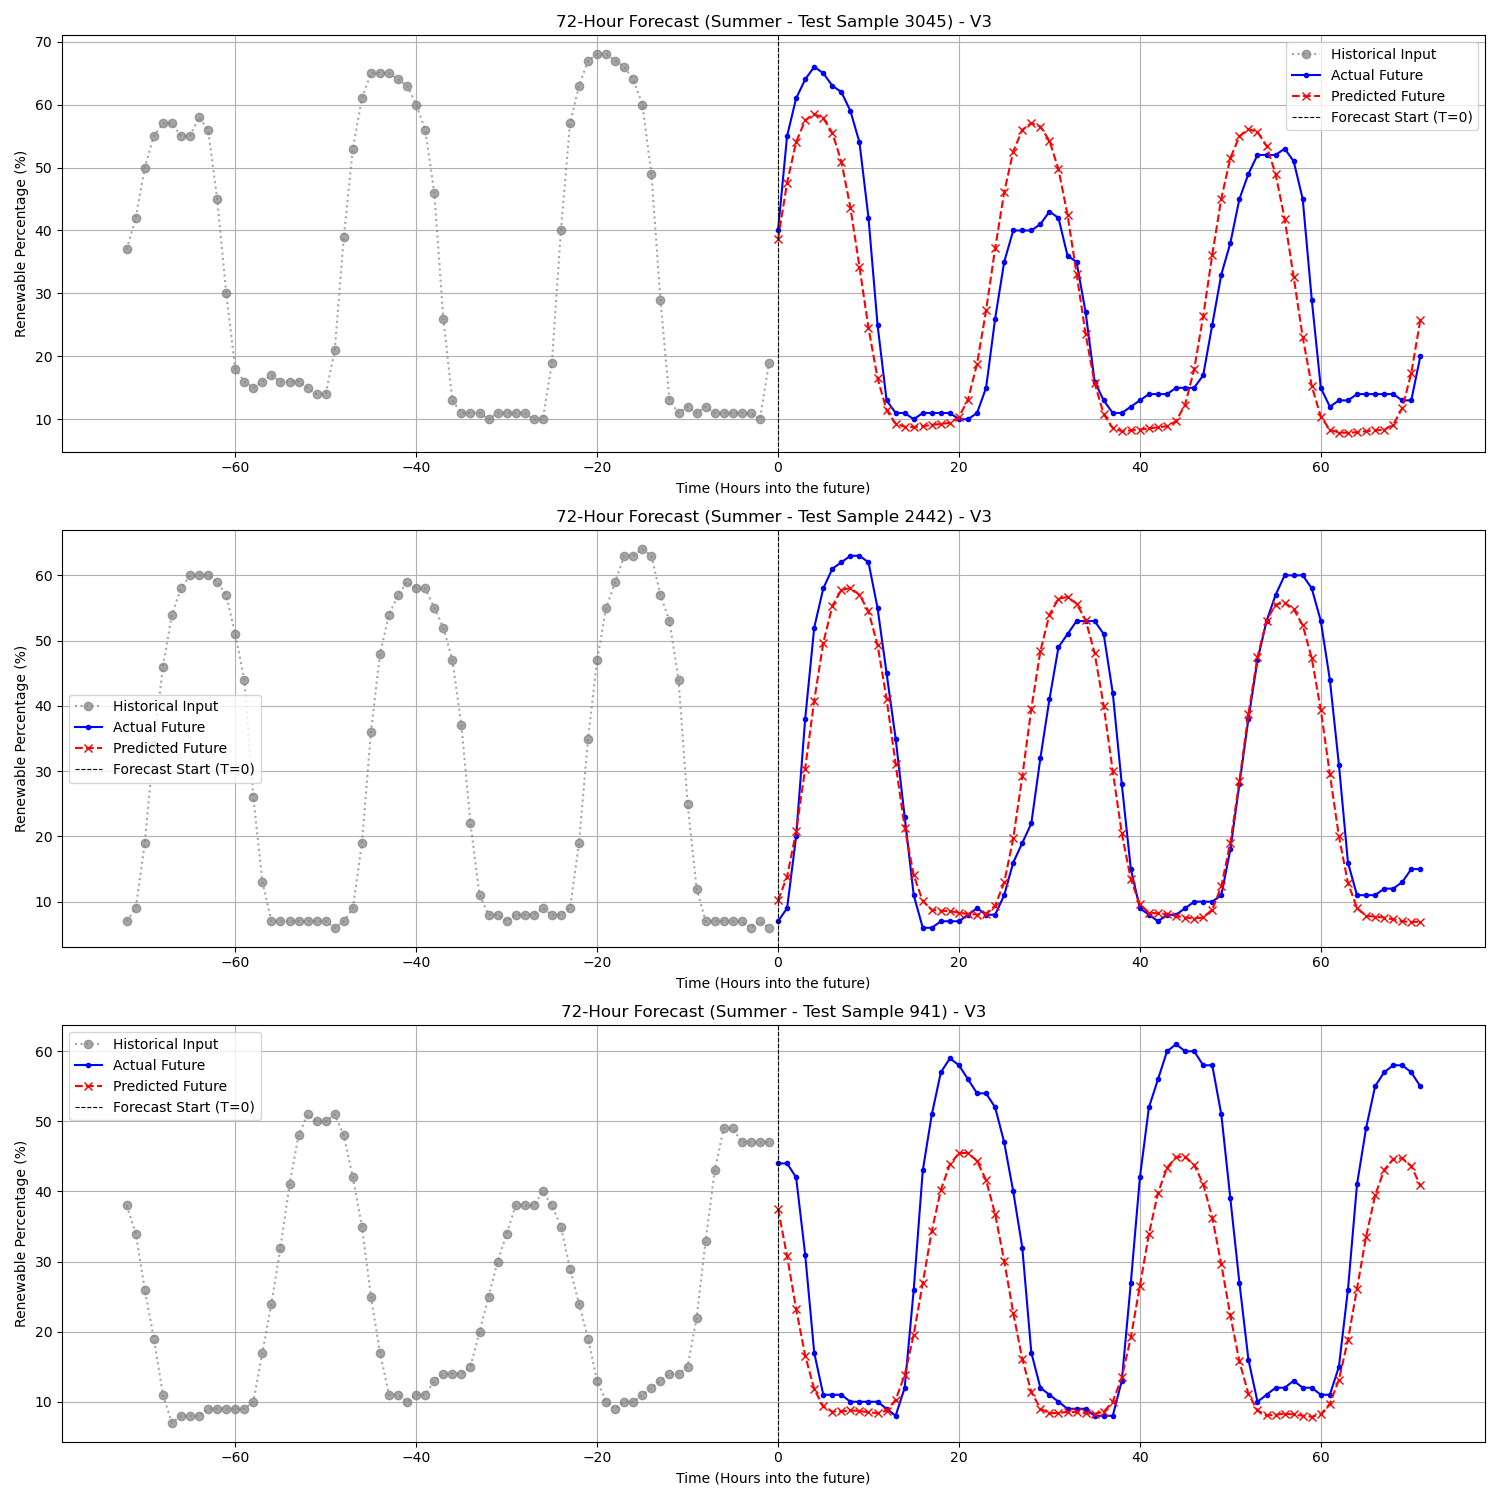 72-Hour Forecast (Summer - Test Sample 3045) - V3
70
60
50
40
30
20
10
Renewable Percentage (%)
Historical Input
Actual Future
Predicted Future
Forecast Start (T=0)
−60 −40 −20 0 20 40 60
Time (Hours into the future)
72-Hour Forecast (Summer - Test Sample 2442) - V3
60
50
40
30
20
10
Renewable Percentage (%)
Historical Input
Actual Future
Predicted Future
Forecast Start (T=0)
−60 −40 −20 0 20 40 60
Time (Hours into the future)
72-Hour Forecast (Summer - Test Sample 941) - V3
60
50
40
30
20
10
Renewable Percentage (%)
Historical Input
Actual Future
Predicted Future
Forecast Start (T=0)
−60 −40 −20 0 20 40 60
Time (Hours into the future)